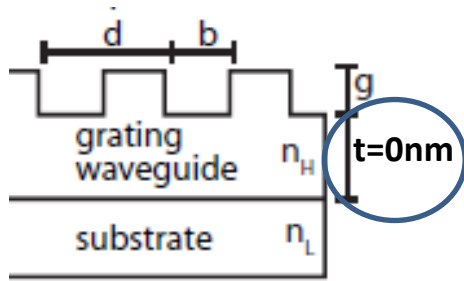 d b
g
grating
waveguide
n_H
t=0nm
substrate
n_L